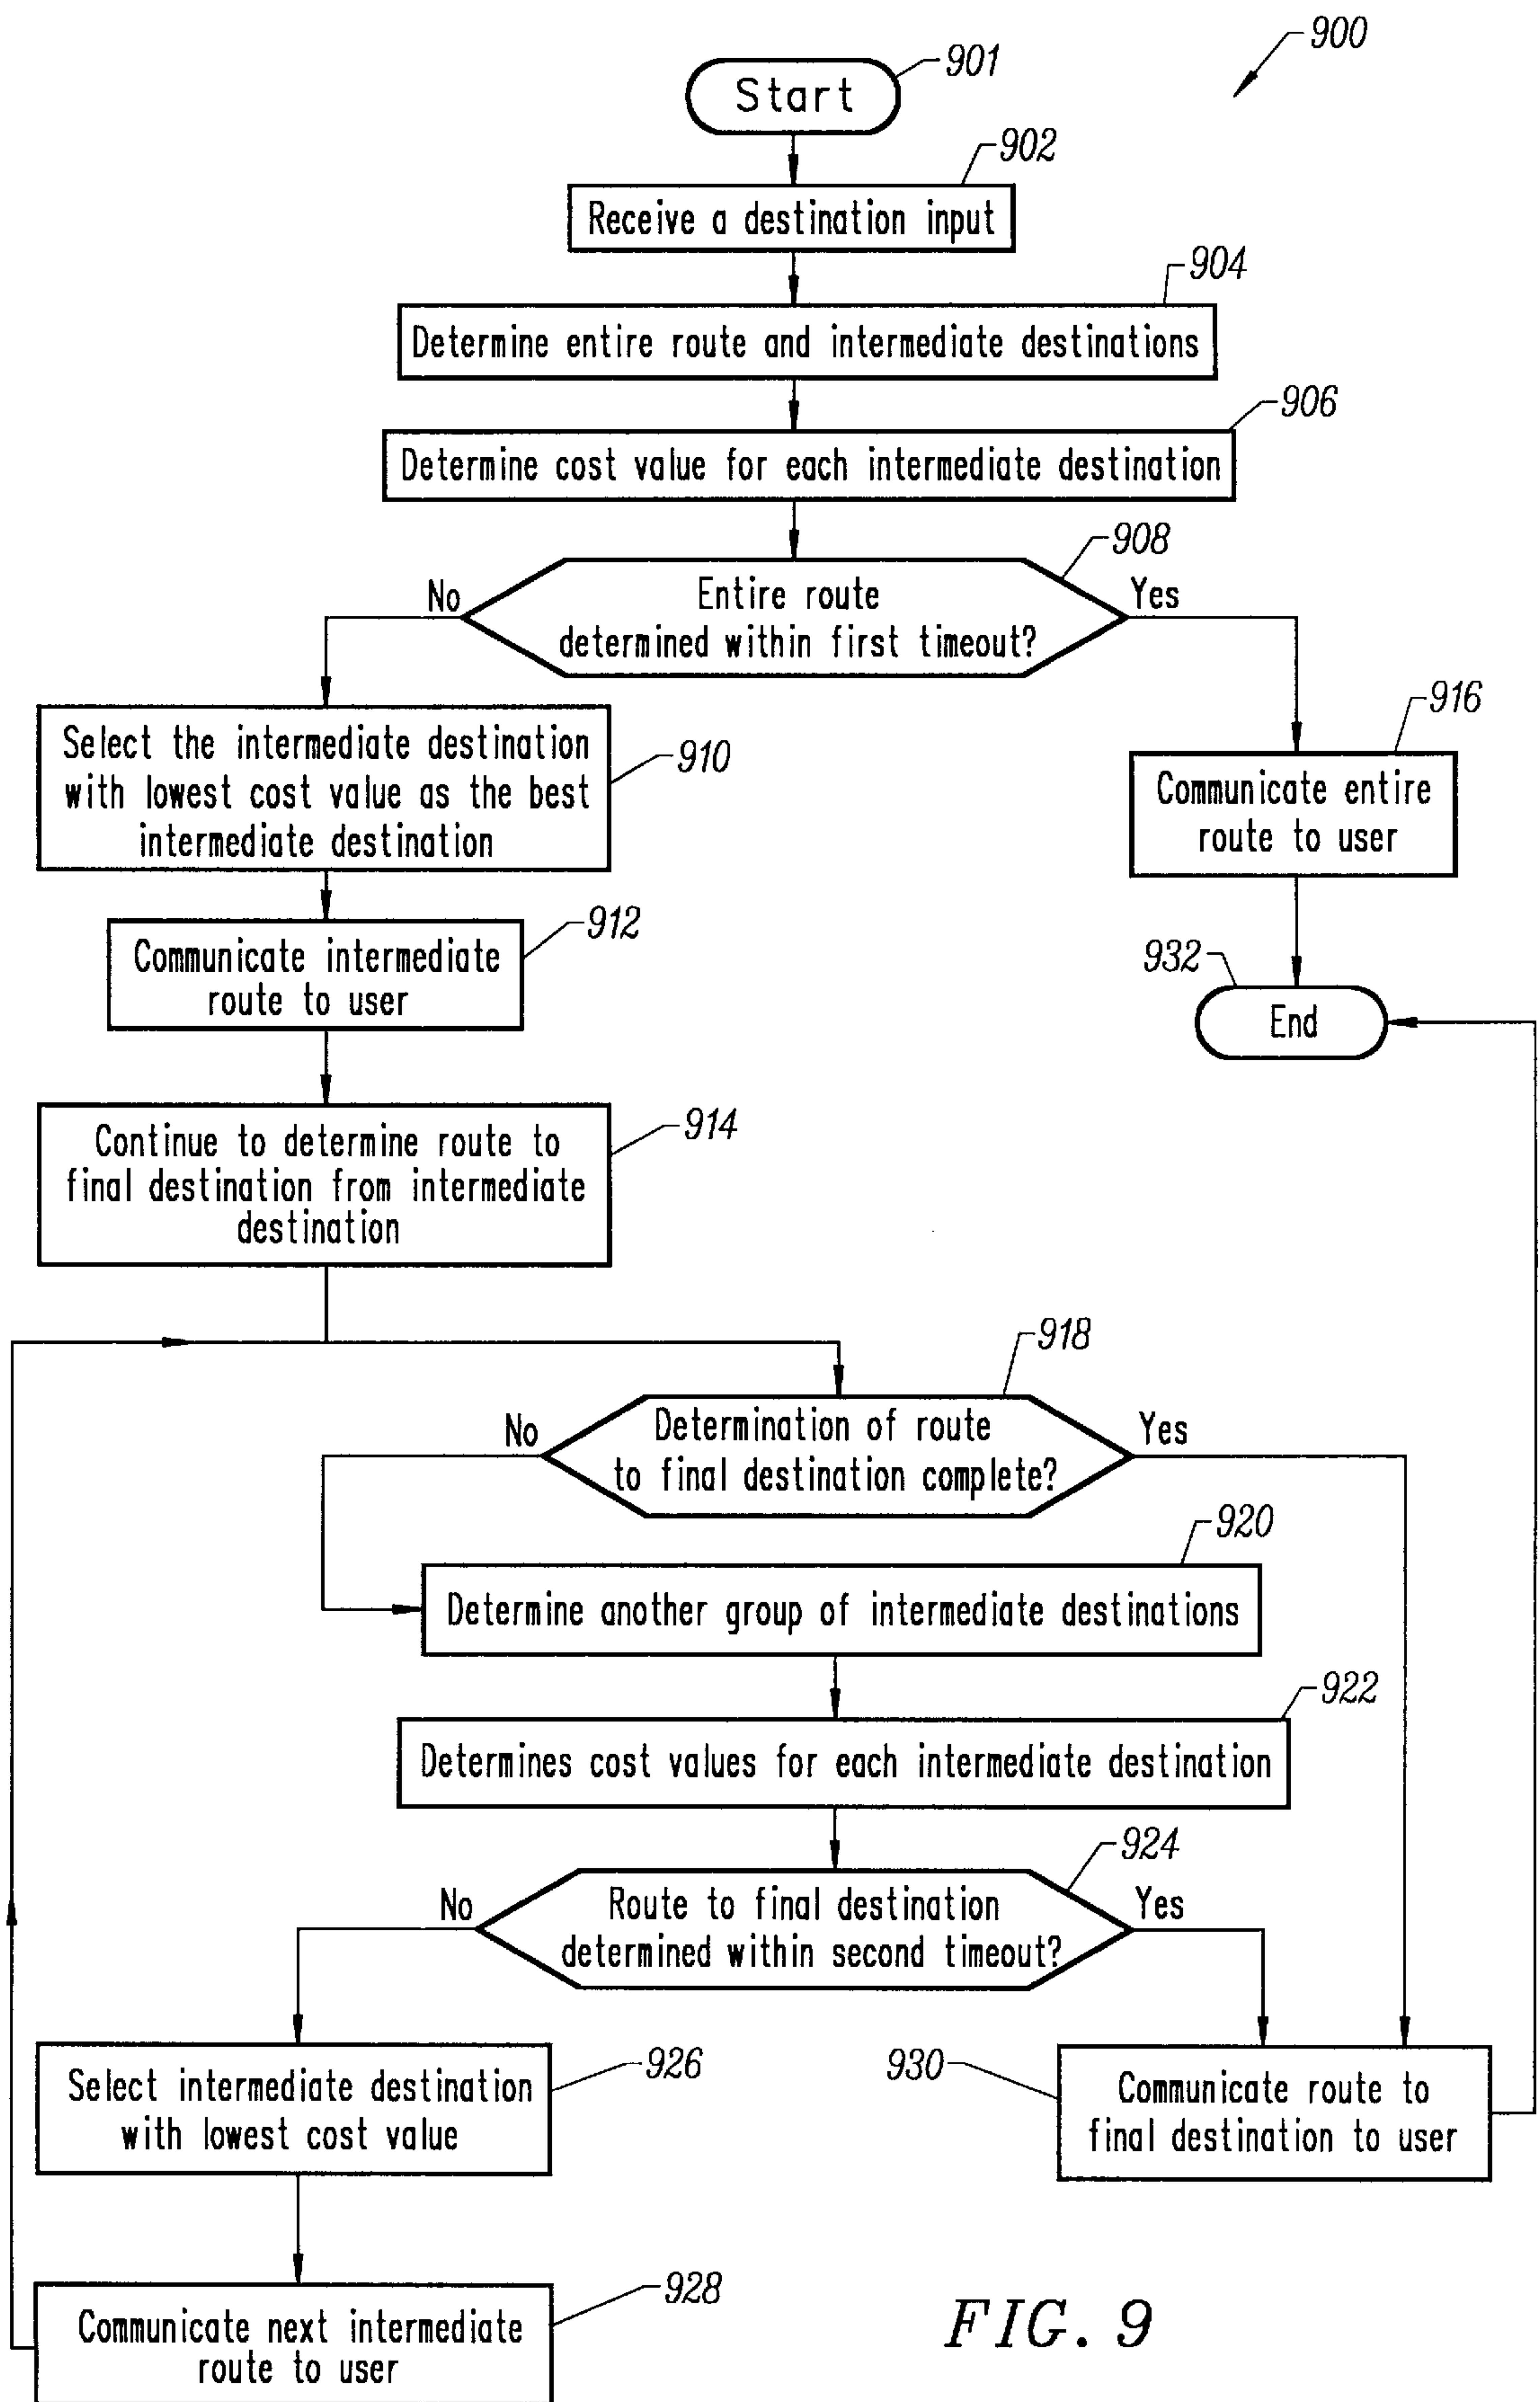 900
901
Start
902
Receive a destination input
904
Determine entire route and intermediate destinations
906
Determine cost value for each intermediate destination
908
No
Entire route
determined within first timeout?
Yes
910
Select the intermediate destination
with lowest cost value as the best
intermediate destination
916
Communicate entire
route to user
912
Communicate intermediate
route to user
932
End
914
Continue to determine route to
final destination from intermediate
destination
918
No
Determination of route
to final destination complete?
Yes
920
Determine another group of intermediate destinations
922
Determines cost values for each intermediate destination
924
No
Route to final destination
determined within second timeout?
Yes
926
Select intermediate destination
with lowest cost value
930
Communicate route to
final destination to user
928
Communicate next intermediate
route to user
FIG. 9